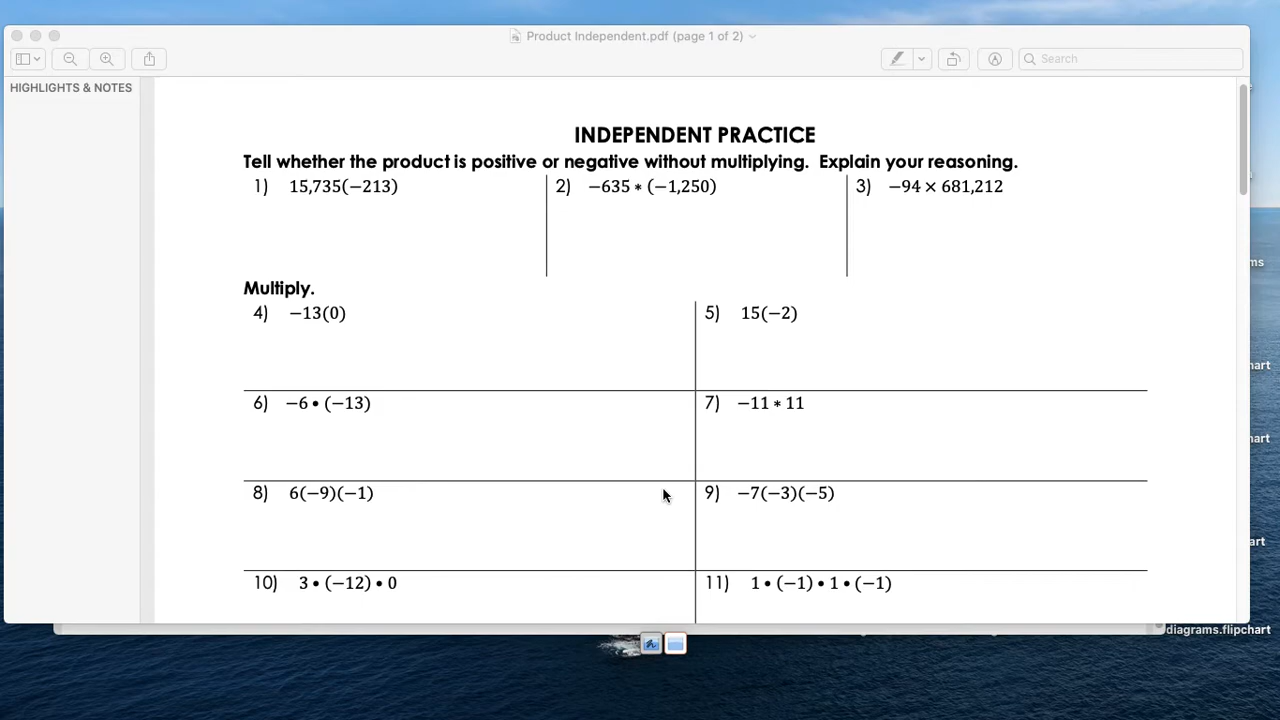 Product Independent.pdf (page 1 of 2)
Search
HIGHLIGHTS & NOTES
INDEPENDENT PRACTICE
Tell whether the product is positive or negative without multiplying. Explain your reasoning.
1) 15,735(−213)
2) −635 ∗ (−1,250)
3) −94 × 681,212
Multiply.
4) −13(0)
5) 15(−2)
6) −6 • (−13)
7) −11 ∗ 11
8) 6(−9)(−1)
9) −7(−3)(−5)
10) 3 • (−12) • 0
11) 1 • (−1) • 1 • (−1)
diagrams.flipchart